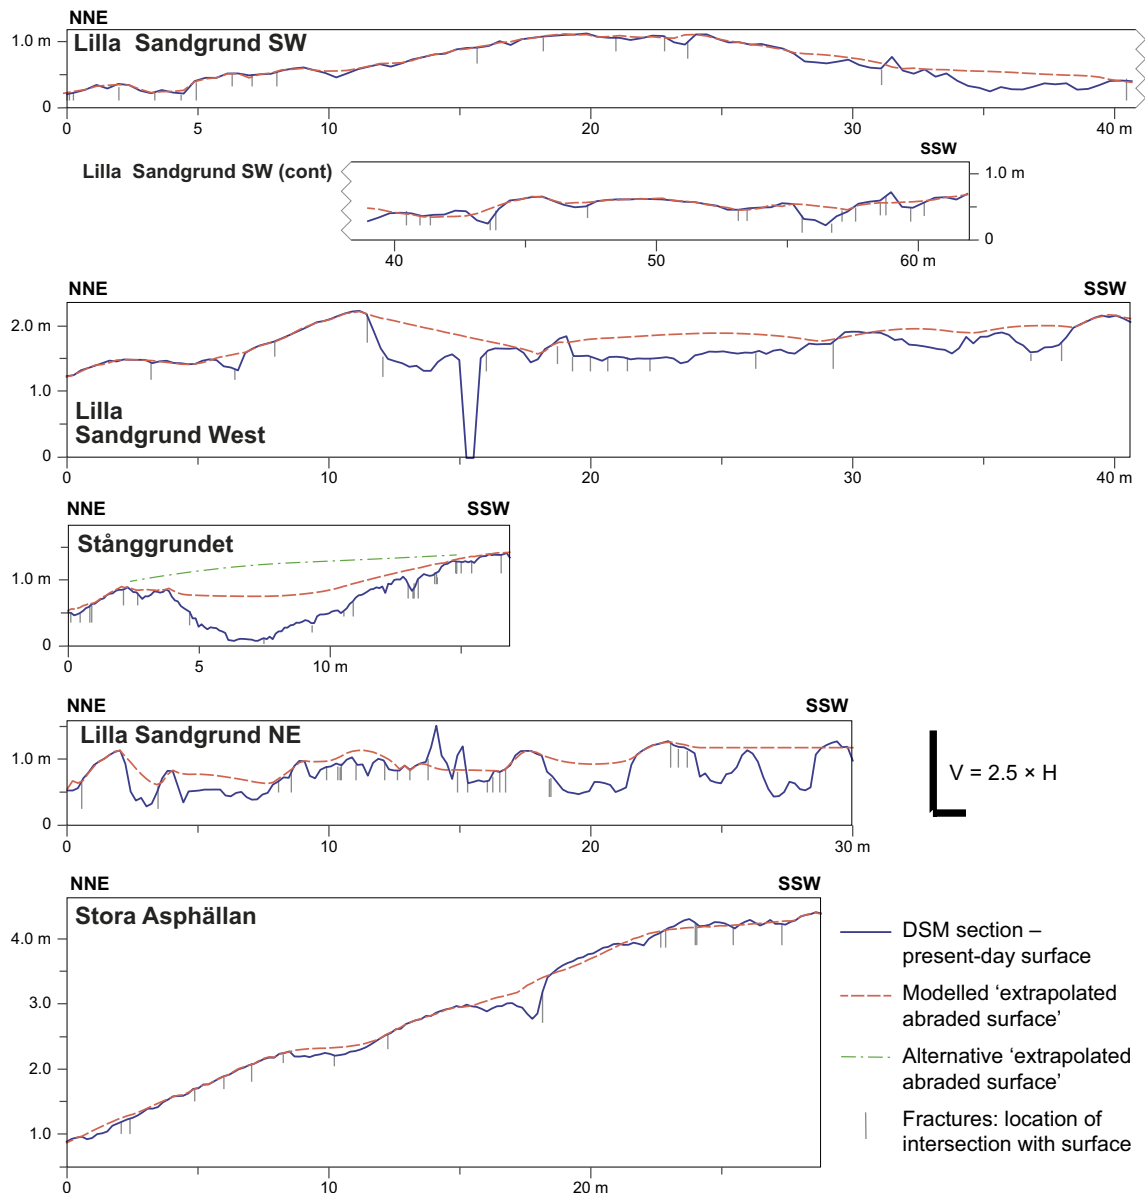 NNE
1.0 m
Lilla Sandgrund SW
0
0 5 10 20 30 40 m
Lilla Sandgrund SW (cont)
SSW
1.0 m
0
40 50 60 m
NNE SSW
2.0 m
1.0
Lilla
Sandgrund West
0
0 10 20 30 40 m
NNE SSW
Stånggrundet
1.0 m
0
0 5 10 m
NNE SSW
Lilla Sandgrund NE
1.0 m
0
0 10 20 30 m
V = 2.5 × H
NNE SSW
Stora Asphällan
4.0 m
3.0
2.0
1.0
0 10 20 m
DSM section –
present-day surface
Modelled ‘extrapolated
abraded surface’
Alternative ‘extrapolated
abraded surface’
Fractures: location of
intersection with surface